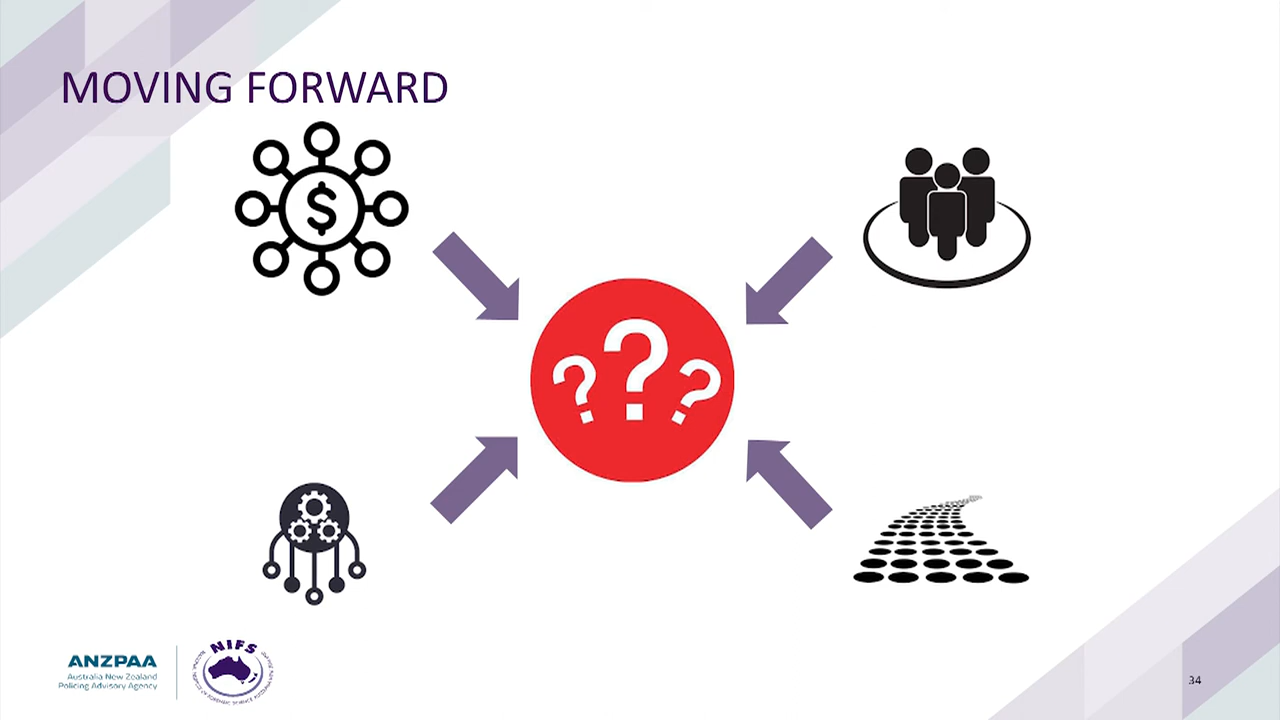 MOVING FORWARD
$
? ? ?
ANZPAA
Australia New Zealand
Policing Advisory Agency
NIFS
34